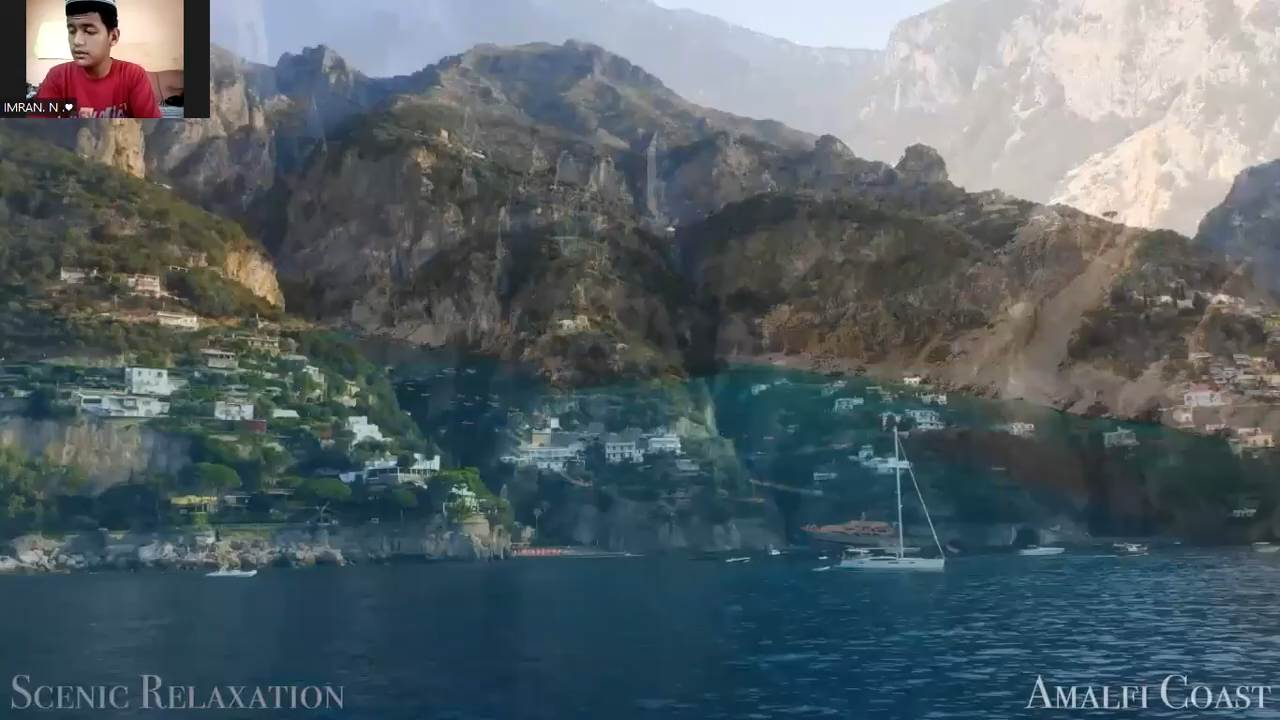 IMRAN. N .♥
SCENIC RELAXATION
AMALFI COAST